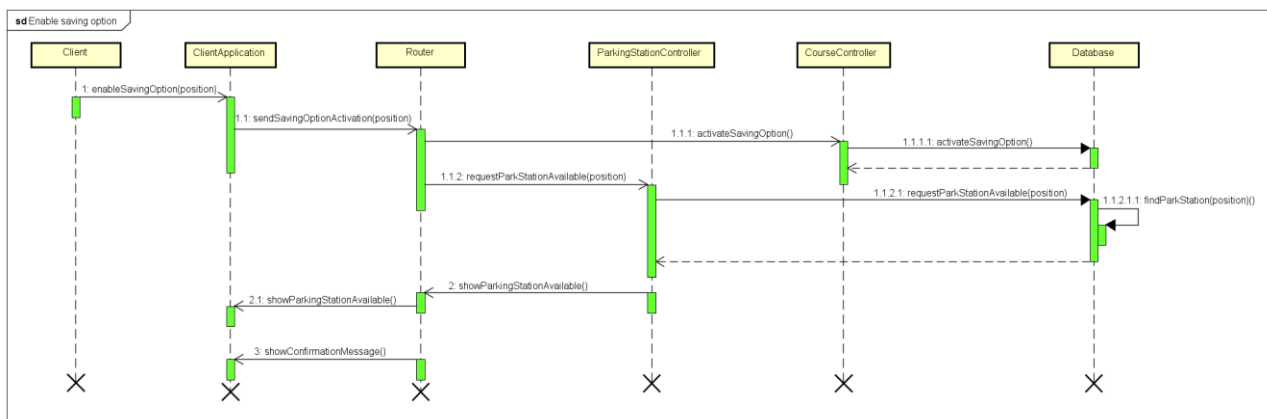 sd Enable saving option
Client
ClientApplication
Router
ParkingStationController
CourseController
Database
1: enableSavingOption(position)
1.1: sendSavingOptionActivation(position)
1.1.1: activateSavingOption()
1.1.1.1: activateSavingOption()
1.1.2: requestParkStationAvailable(position)
1.1.2.1: requestParkStationAvailable(position)
1.1.2.1.1: findParkStation(position)()
2: showParkingStationAvailable()
2.1: showParkingStationAvailable()
3: showConfirmationMessage()